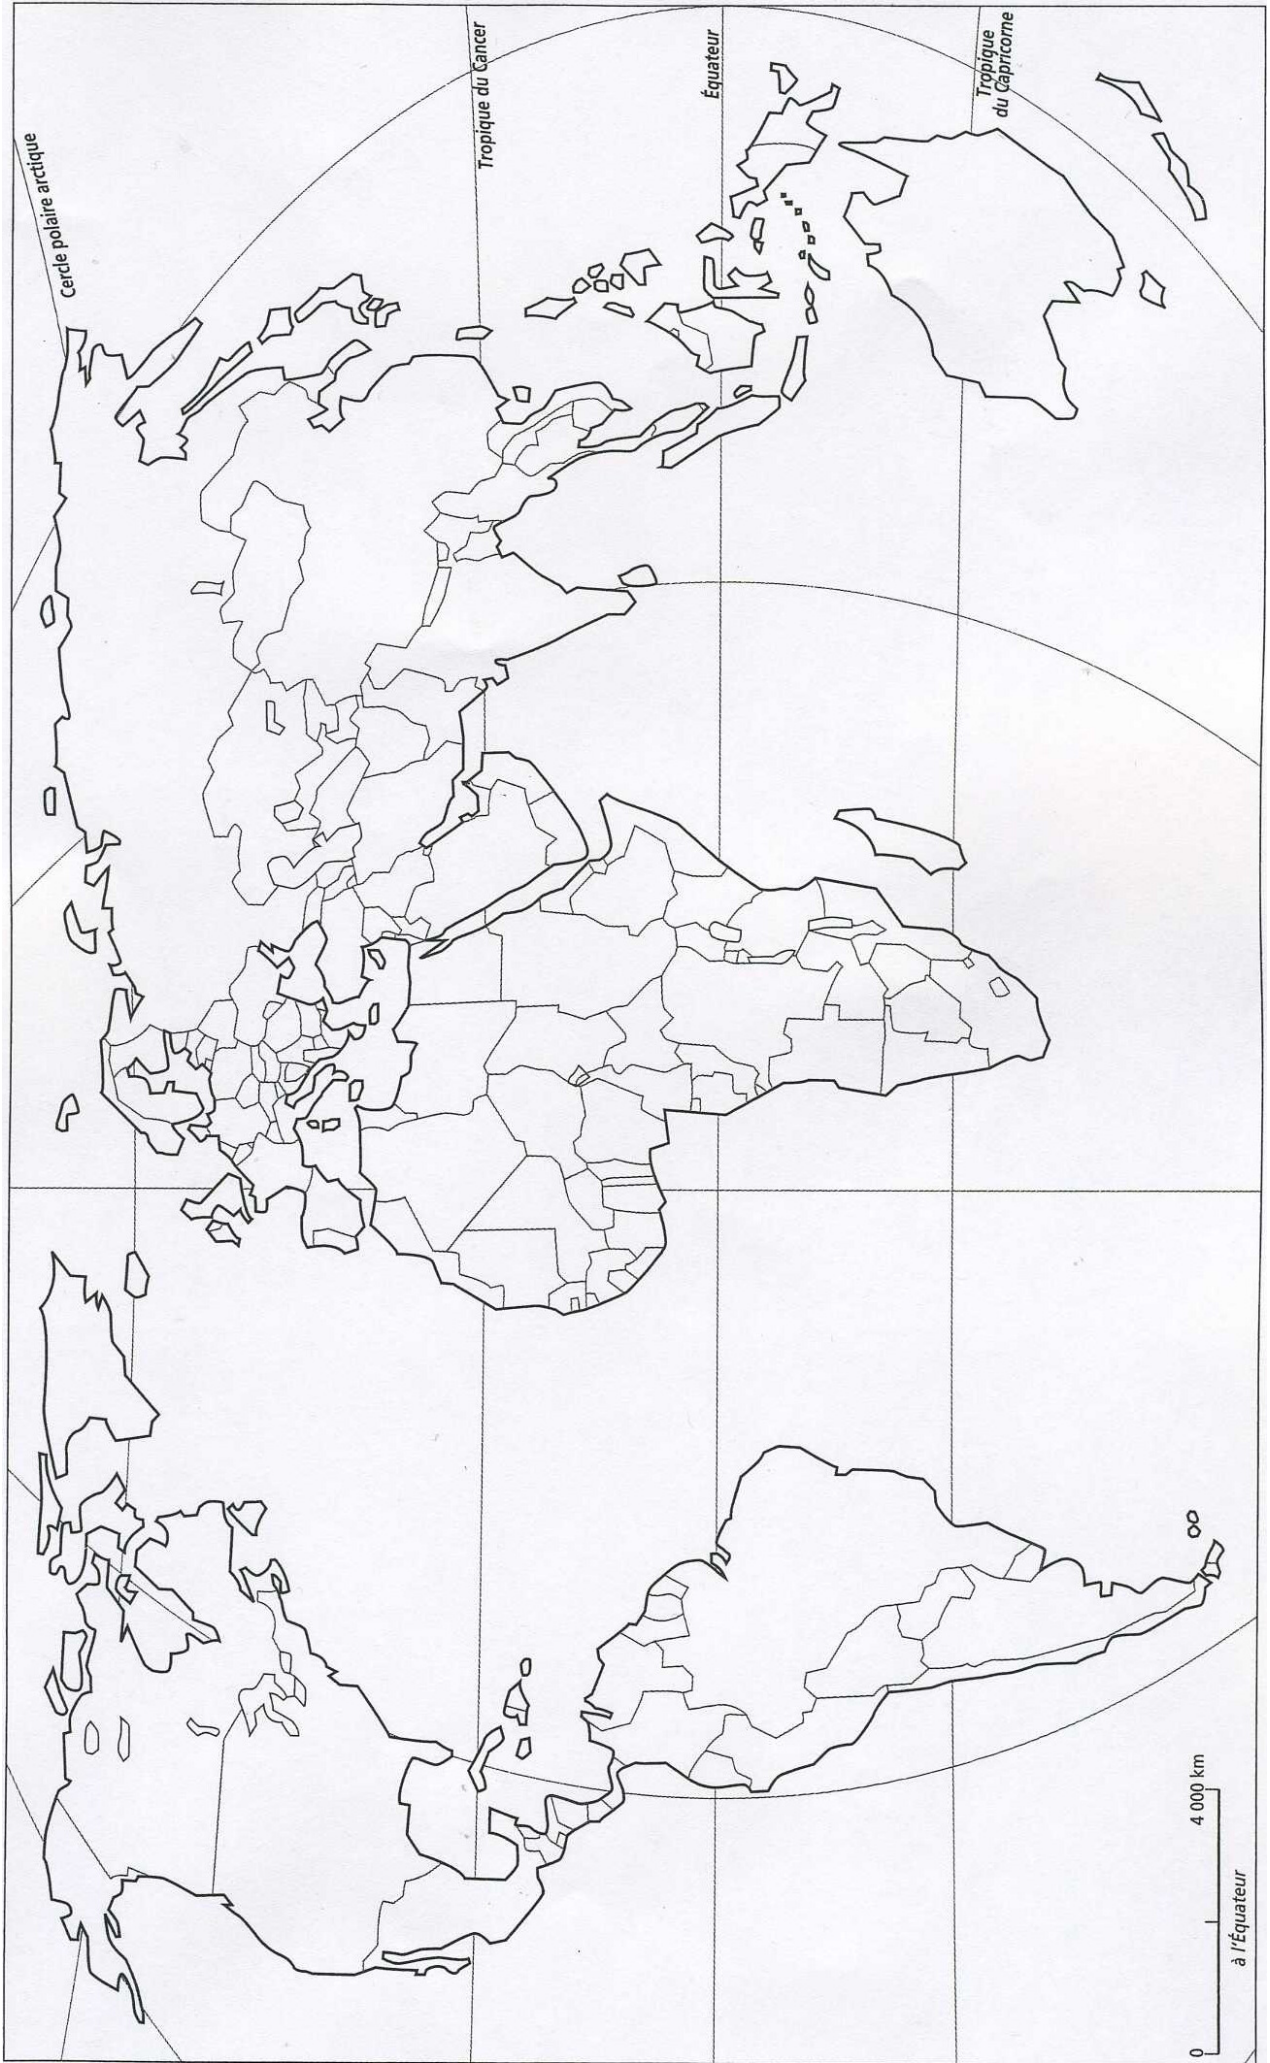 Cercle polaire arctique
Tropique du Cancer
Équateur
Tropique
du Capricorne
0
4 000 km
à l'Équateur